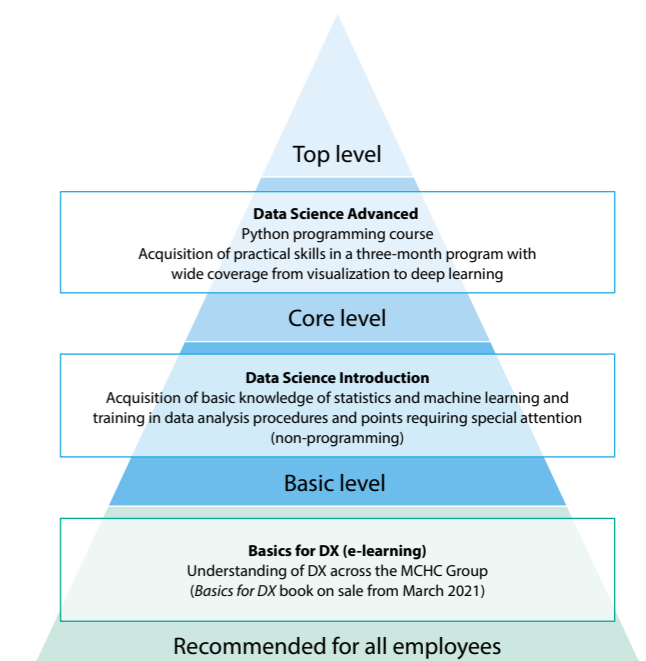 Top level
Data Science Advanced
Python programming course
Acquisition of practical skills in a three-month program with
wide coverage from visualization to deep learning
Core level
Data Science Introduction
Acquisition of basic knowledge of statistics and machine learning and
training in data analysis procedures and points requiring special attention
(non-programming)
Basic level
Basics for DX (e-learning)
Understanding of DX across the MCHC Group
(Basics for DX book on sale from March 2021)
Recommended for all employees